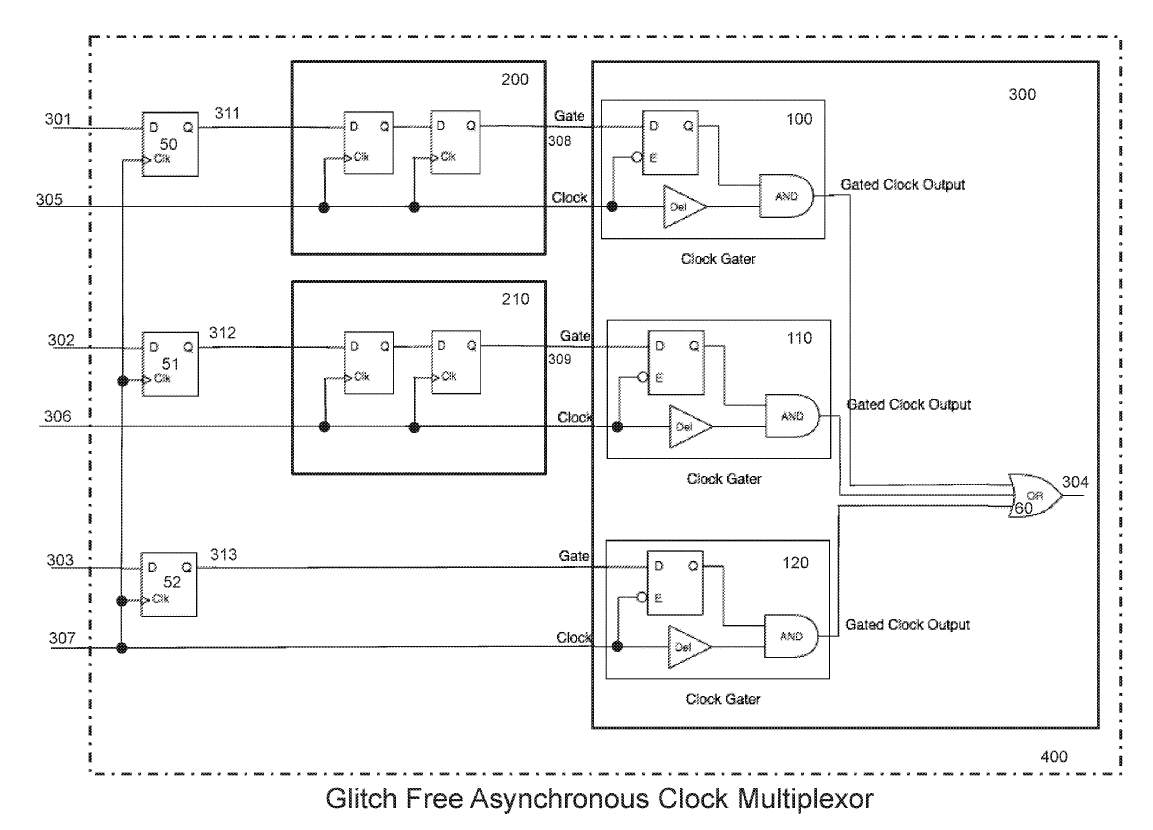 200
300
301
311
Gate
100
D Q
50
Clk
D Q
Clk
D Q
Clk
308
D Q
E
305
Clock
Del
AND
Gated Clock Output
Clock Gater
210
302
312
Gate
110
D Q
51
Clk
D Q
Clk
D Q
Clk
309
D Q
E
306
Clock
Del
AND
Gated Clock Output
Clock Gater
304
OR
60
303
313
Gate
120
D Q
52
Clk
D Q
E
307
Clock
Del
AND
Gated Clock Output
Clock Gater
400
Glitch Free Asynchronous Clock Multiplexor